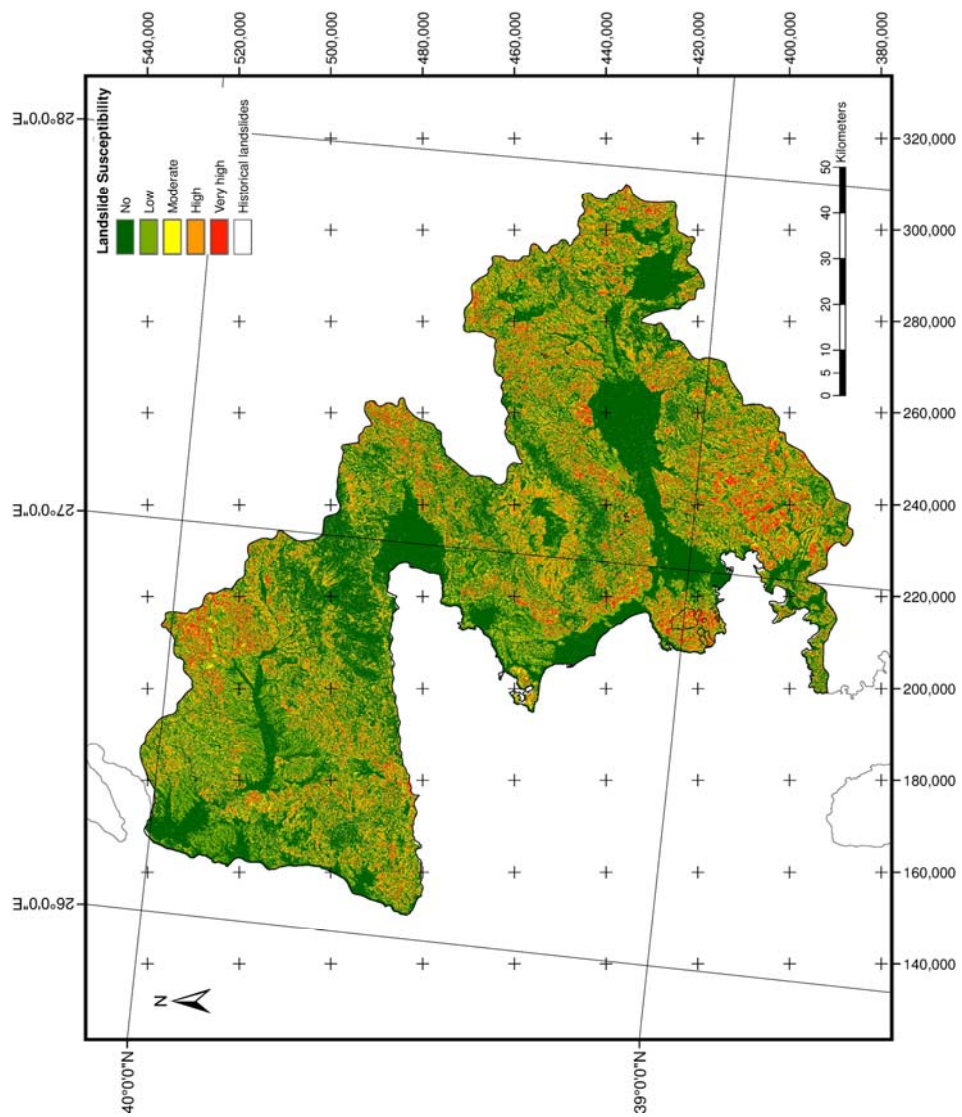 540,000
520,000
500,000
480,000
460,000
440,000
420,000
400,000
380,000
28°0'0"E
27°0'0"E
26°0'0"E
Landslide Susceptibility
No
Low
Moderate
High
Very high
Historical landslides
0 5 10 20 30 40 50
Kilometers
320,000
300,000
280,000
260,000
240,000
220,000
200,000
180,000
160,000
140,000
N
40°0'0"N
39°0'0"N